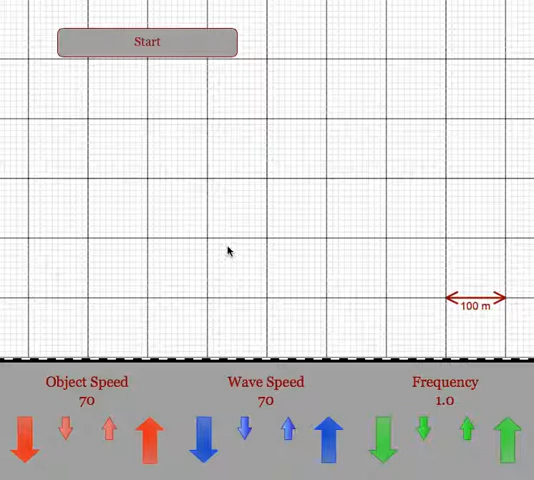 Start
100 m
Object Speed
70
Wave Speed
70
Frequency
1.0